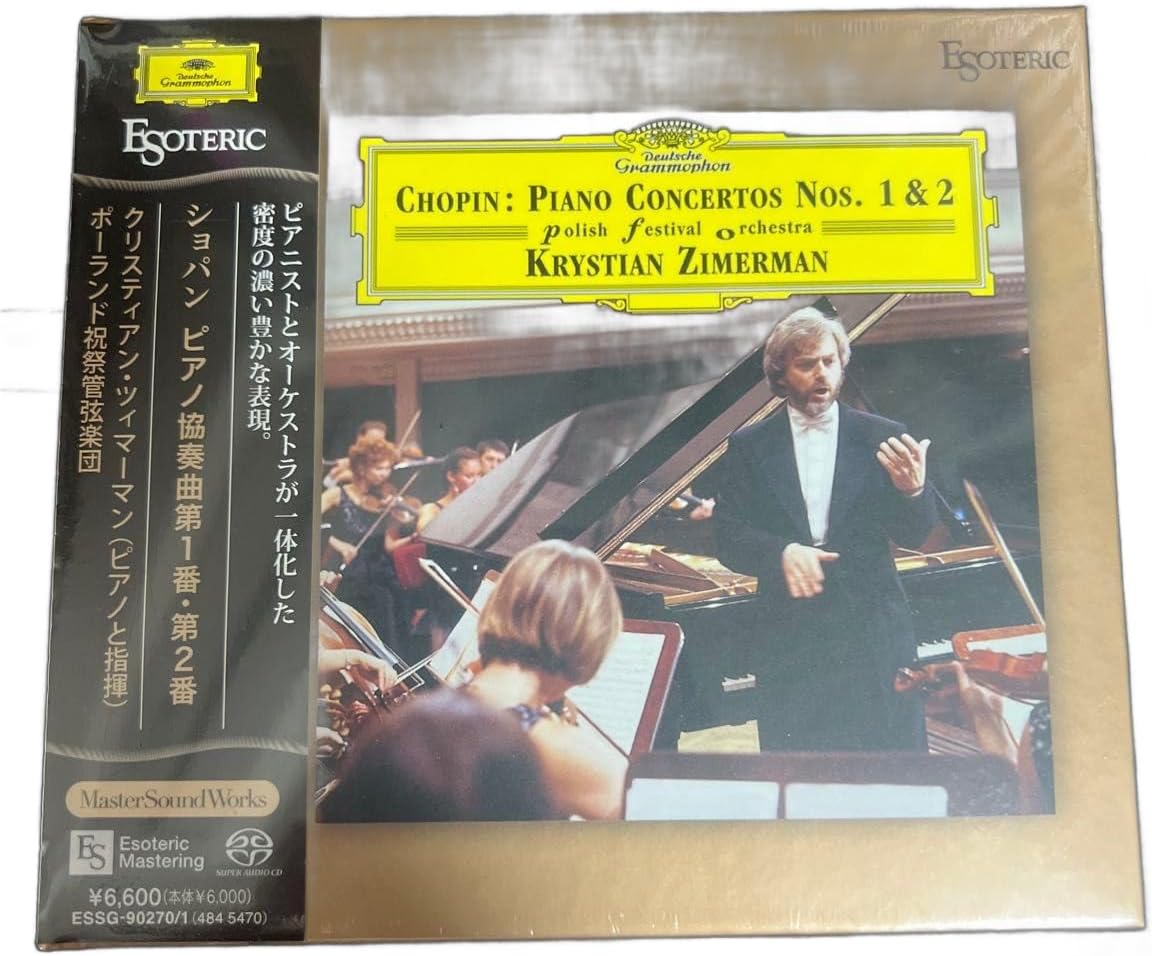 Deutsche
Grammophon
ESOTERIC
ピアニストとオーケストラが一体化した
密度の濃い豊かな表現。
ショパン ピアノ協奏曲第1番・第2番
クリスティアン・ツィマーマン(ピアノと指揮)
ポーランド祝祭管弦楽団
MasterSoundWorks
ES
Esoteric
Mastering
SUPER AUDIO CD
¥6,600(本体¥6,000)
ESSG-90270/1 (484 5470)
ESOTERIC
Deutsche
Grammophon
CHOPIN: PIANO CONCERTOS NOS. 1 & 2
polish festival orchestra
KRYSTIAN ZIMERMAN